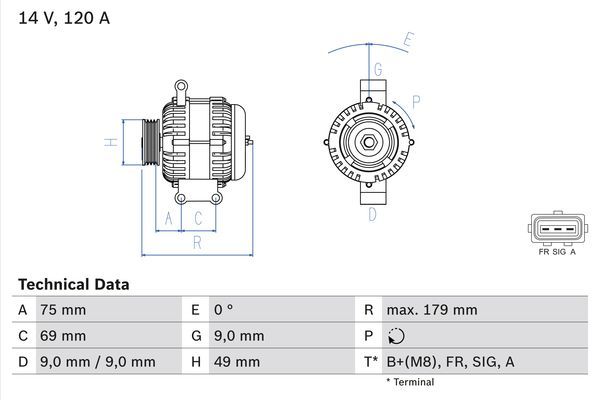 14 V, 120 A
E
G
P
H
A
C
D
R
FR SIG A
Technical Data
A 75 mm E 0 ° R max. 179 mm
C 69 mm G 9,0 mm P
D 9,0 mm / 9,0 mm H 49 mm T* B+(M8), FR, SIG, A
* Terminal